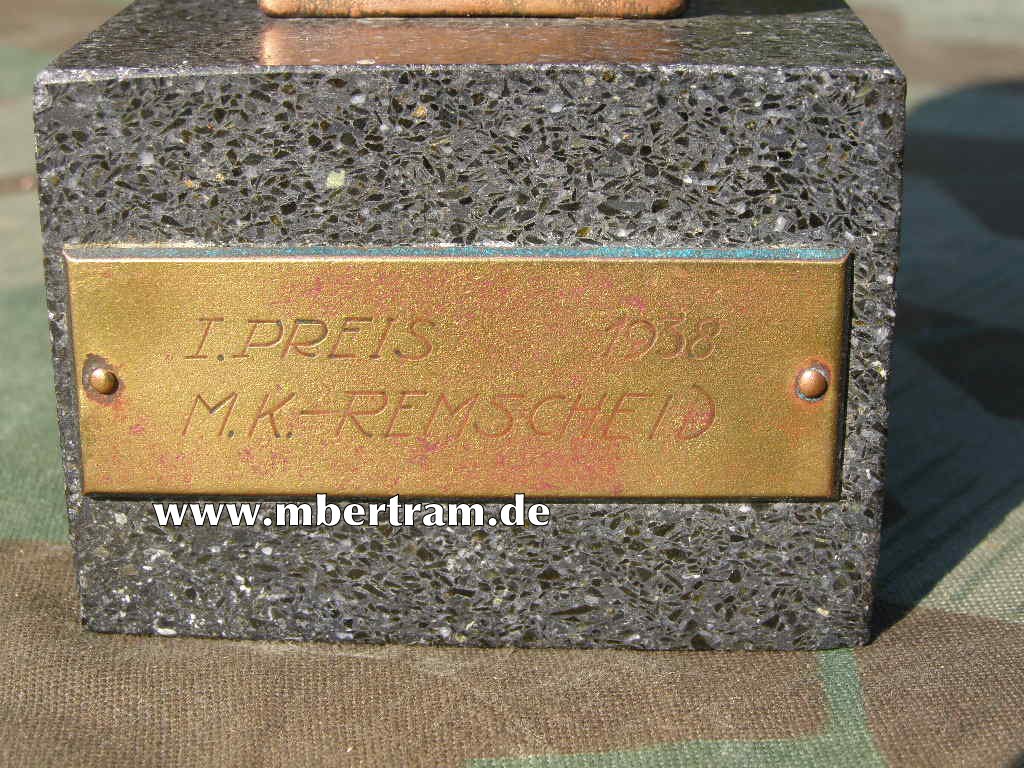 I. PREIS 1938
M.K.-REMSCHEID
www.mbertram.de